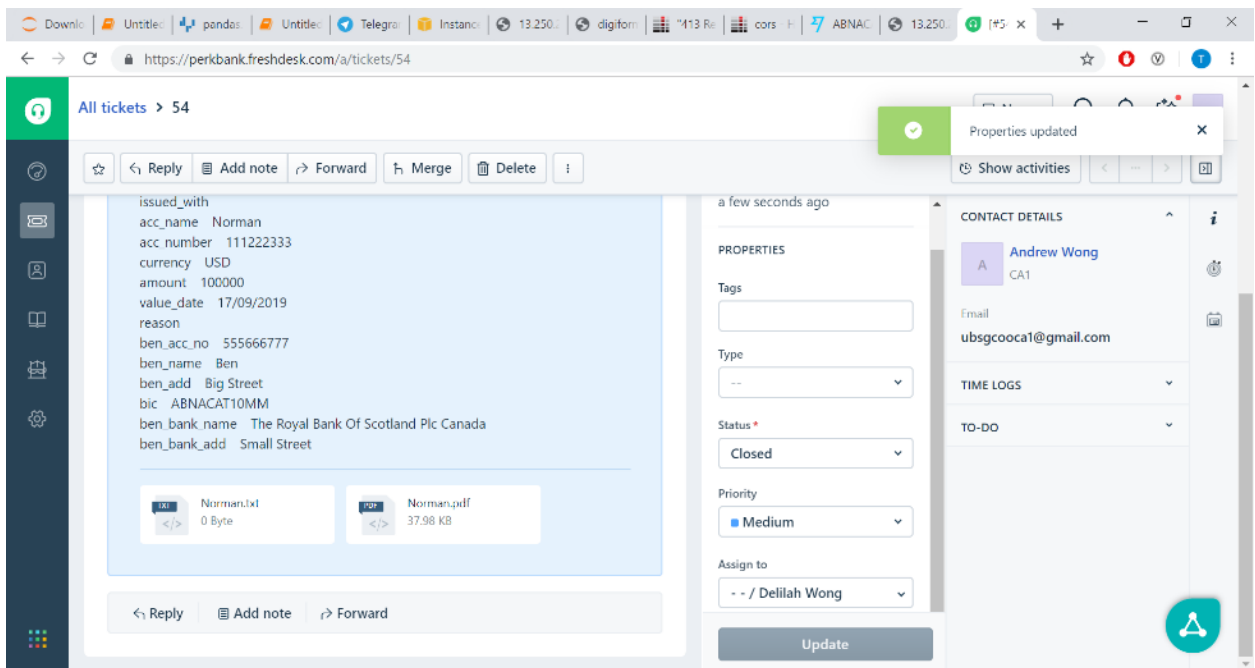 Downlo Untitled pandas. Untitled Telegra Instance 13.250. digiform "413 Re cors - H ABNAC 13.250. [#5
https://perkbank.freshdesk.com/a/tickets/54
T
All tickets > 54
Properties updated
Reply Add note Forward Merge Delete
Show activities
issued_with
acc_name Norman
acc_number 111222333
currency USD
amount 100000
value_date 17/09/2019
reason
ben_acc_no 555666777
ben_name Ben
ben_add Big Street
bic ABNACAT10MM
ben_bank_name The Royal Bank Of Scotland Plc Canada
ben_bank_add Small Street
TXT Norman.txt
0 Byte
PDF Norman.pdf
37.98 KB
Reply Add note Forward
a few seconds ago
PROPERTIES
Tags
Type
--
Status *
Closed
Priority
Medium
Assign to
- - / Delilah Wong
Update
CONTACT DETAILS
A
Andrew Wong
CA1
Email
ubsgcooca1@gmail.com
TIME LOGS
TO-DO